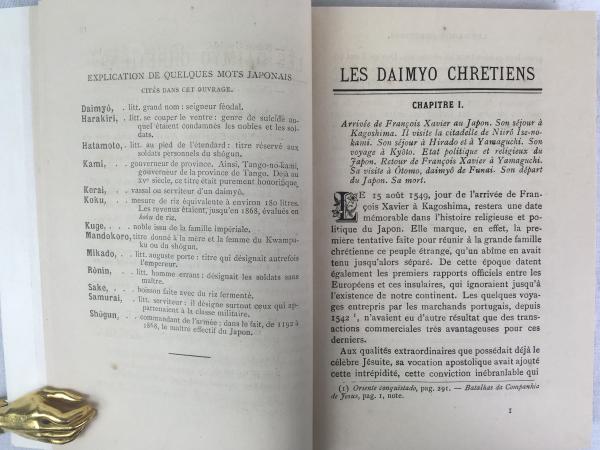 EXPLICATION DE QUELQUES MOTS JAPONAIS
CITÉS DANS CET OUVRAGE.
Daimyô, . litt. grand nom : seigneur féodal.
Harakiri, . litt. se couper le ventre : genre de suicide au-
quel étaient condamnés les nobles et les sol-
dats.
Hatamoto, . litt. au pied de l'étendard : titre réservé aux
soldats personnels du shôgun.
Kami, . . gouverneur de province. Ainsi, Tango-no-kami,
gouverneur de la province de Tango. Déjà au
XVe siècle, ce titre était purement honorifique.
Kerai, . . vassal ou serviteur d'un daimyô.
Koku, . . mesure de riz équivalente à environ 180 litres.
Les revenus étaient, jusqu'en 1868, évalués en
koku de riz.
Kuge, . . noble issu de la famille impériale.
Mandokoro, titre donné à la mère et la femme du Kwampa-
ku ou du shôgun.
Mikado, . litt. auguste porte : titre qui désignait autrefois
l'empereur.
Rônin, . . litt. homme errant : désignait les soldats sans
maître.
Sake, . . boisson faite avec du riz fermenté.
Samurai, . litt. serviteur : il désigne surtout ceux qui ap-
partenaient à la classe militaire.
Shôgun, . commandant de l'armée : dans le fait, de 1192 à
1868, le maître effectif du Japon.
LES DAIMYO CHRETIENS
CHAPITRE I.
Arrivée de François Xavier au Japon. Son séjour à
Kagoshima. Il visite la citadelle de Niirô Ise-no-
kami. Son séjour à Hirado et à Yamaguchi. Son
voyage à Kyôto. Etat politique et religieux du
Japon. Retour de François Xavier à Yamaguchi.
Sa visite à Ôtomo, daimyô de Funai. Son départ
du Japon. Sa mort.
LE 15 août 1549, jour de l'arrivée de Fran-
çois Xavier à Kagoshima, restera une date
mémorable dans l'histoire religieuse et po-
litique du Japon. Elle marque, en effet, la pre-
mière tentative faite pour réunir à la grande famille
chrétienne ce peuple étrange, qu'un abîme en avait
tenu jusqu'alors séparé. De cette époque datent
également les premiers rapports officiels entre les
Européens et ces insulaires, qui ignoraient jusqu'à
l'existence de notre continent. Les quelques voya-
ges entrepris par les marchands portugais, depuis
1542 ¹, n'avaient eu d'autre résultat que des tran-
sactions commerciales très avantageuses pour ces
derniers.
Aux qualités extraordinaires que possédait déjà le
célèbre Jésuite, sa vocation apostolique avait ajouté
cette intrépidité, cette conviction inébranlable qui
(1) Oriente conquistado, pag. 291. — Batalhas da Companhia
de Jesus, pag. 1, note.
1